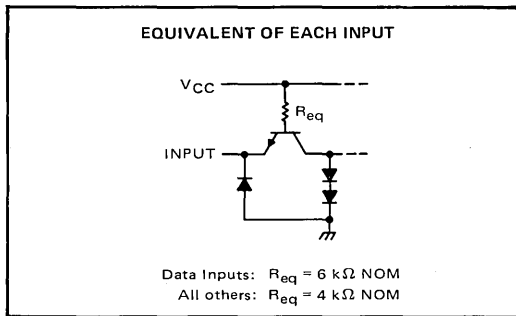 EQUIVALENT OF EACH INPUT
VCC
Req
INPUT
Data Inputs: Req = 6 kΩ NOM
All others: Req = 4 kΩ NOM